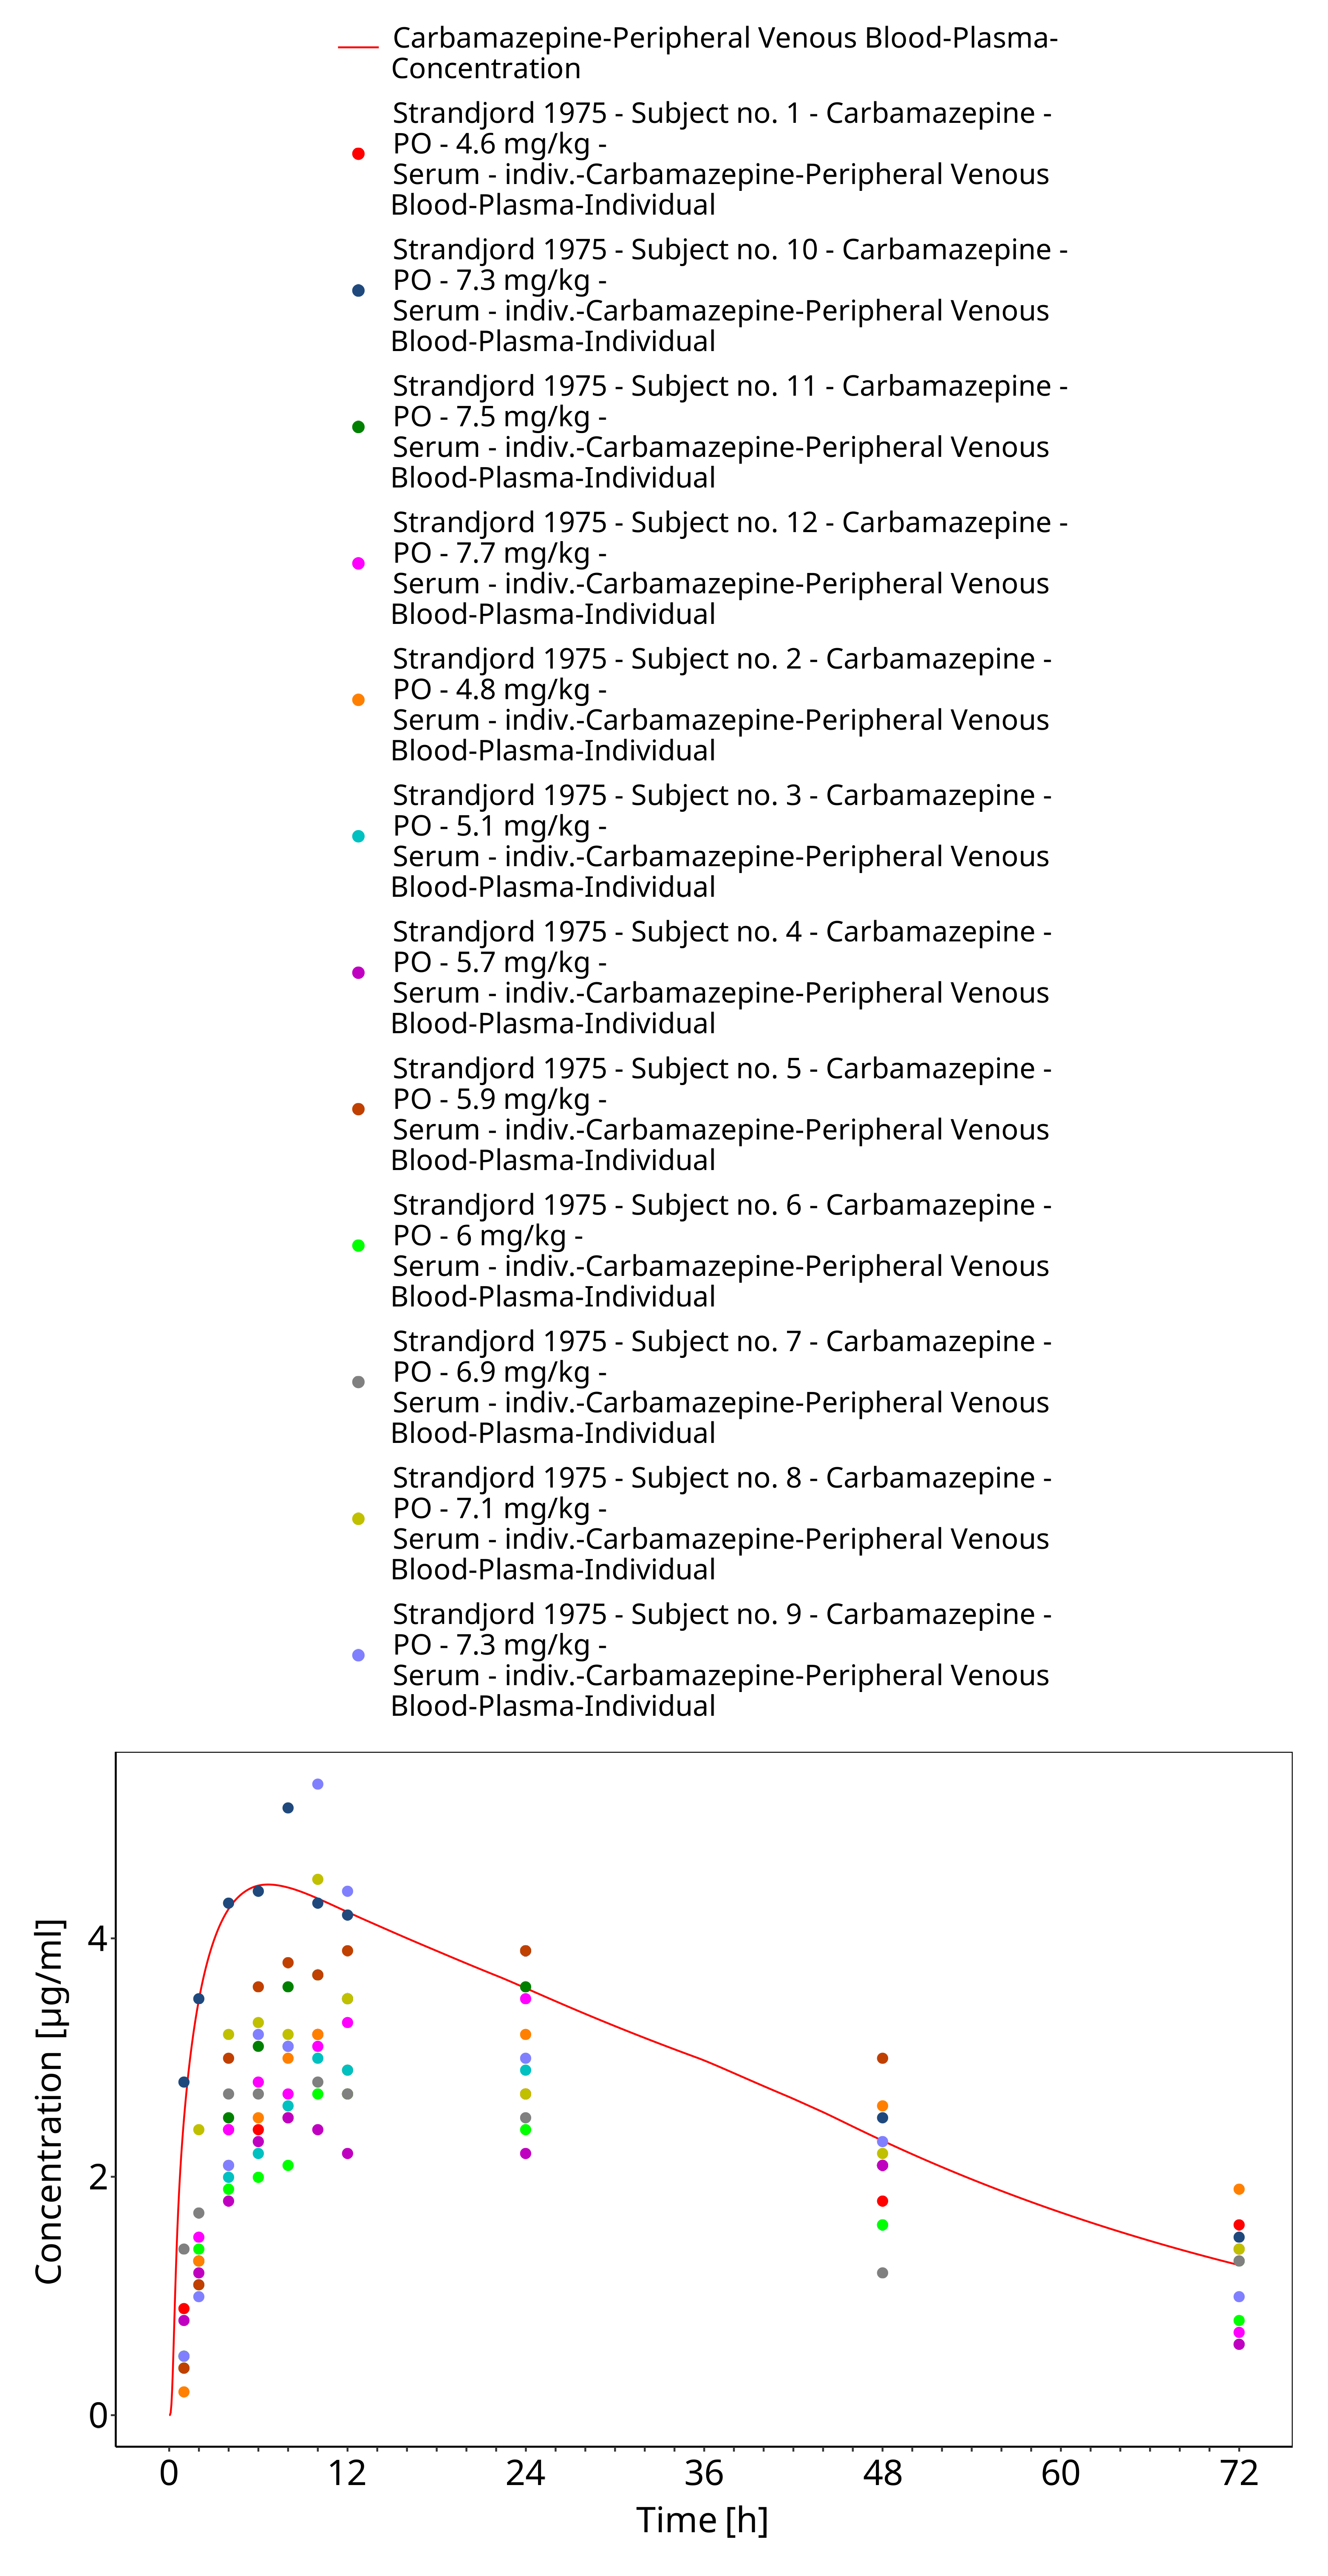 Carbamazepine-Peripheral Venous Blood-Plasma-
Concentration
Strandjord 1975 - Subject no. 1 - Carbamazepine -
PO - 4.6 mg/kg -
Serum - indiv.-Carbamazepine-Peripheral Venous
Blood-Plasma-Individual
Strandjord 1975 - Subject no. 10 - Carbamazepine -
PO - 7.3 mg/kg -
Serum - indiv.-Carbamazepine-Peripheral Venous
Blood-Plasma-Individual
Strandjord 1975 - Subject no. 11 - Carbamazepine -
PO - 7.5 mg/kg -
Serum - indiv.-Carbamazepine-Peripheral Venous
Blood-Plasma-Individual
Strandjord 1975 - Subject no. 12 - Carbamazepine -
PO - 7.7 mg/kg -
Serum - indiv.-Carbamazepine-Peripheral Venous
Blood-Plasma-Individual
Strandjord 1975 - Subject no. 2 - Carbamazepine -
PO - 4.8 mg/kg -
Serum - indiv.-Carbamazepine-Peripheral Venous
Blood-Plasma-Individual
Strandjord 1975 - Subject no. 3 - Carbamazepine -
PO - 5.1 mg/kg -
Serum - indiv.-Carbamazepine-Peripheral Venous
Blood-Plasma-Individual
Strandjord 1975 - Subject no. 4 - Carbamazepine -
PO - 5.7 mg/kg -
Serum - indiv.-Carbamazepine-Peripheral Venous
Blood-Plasma-Individual
Strandjord 1975 - Subject no. 5 - Carbamazepine -
PO - 5.9 mg/kg -
Serum - indiv.-Carbamazepine-Peripheral Venous
Blood-Plasma-Individual
Strandjord 1975 - Subject no. 6 - Carbamazepine -
PO - 6 mg/kg -
Serum - indiv.-Carbamazepine-Peripheral Venous
Blood-Plasma-Individual
Strandjord 1975 - Subject no. 7 - Carbamazepine -
PO - 6.9 mg/kg -
Serum - indiv.-Carbamazepine-Peripheral Venous
Blood-Plasma-Individual
Strandjord 1975 - Subject no. 8 - Carbamazepine -
PO - 7.1 mg/kg -
Serum - indiv.-Carbamazepine-Peripheral Venous
Blood-Plasma-Individual
Strandjord 1975 - Subject no. 9 - Carbamazepine -
PO - 7.3 mg/kg -
Serum - indiv.-Carbamazepine-Peripheral Venous
Blood-Plasma-Individual
Concentration [µg/ml]
4
2
0
0 12 24 36 48 60 72
Time [h]